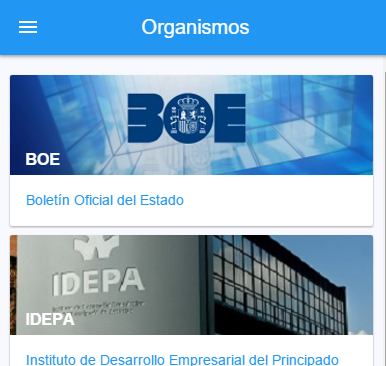 Organismos
BOE
BOE
Boletín Oficial del Estado
IDEPA
IDEPA
Instituto de Desarrollo Empresarial del Principado